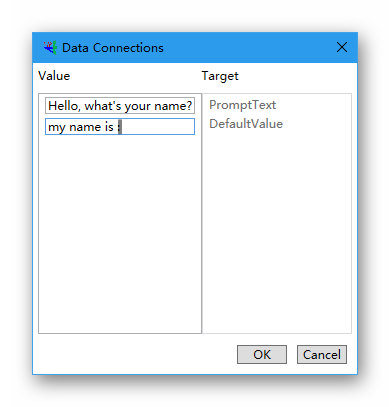 Data Connections
Value Target
Hello, what's your name? PromptText
my name is : DefaultValue
OK Cancel